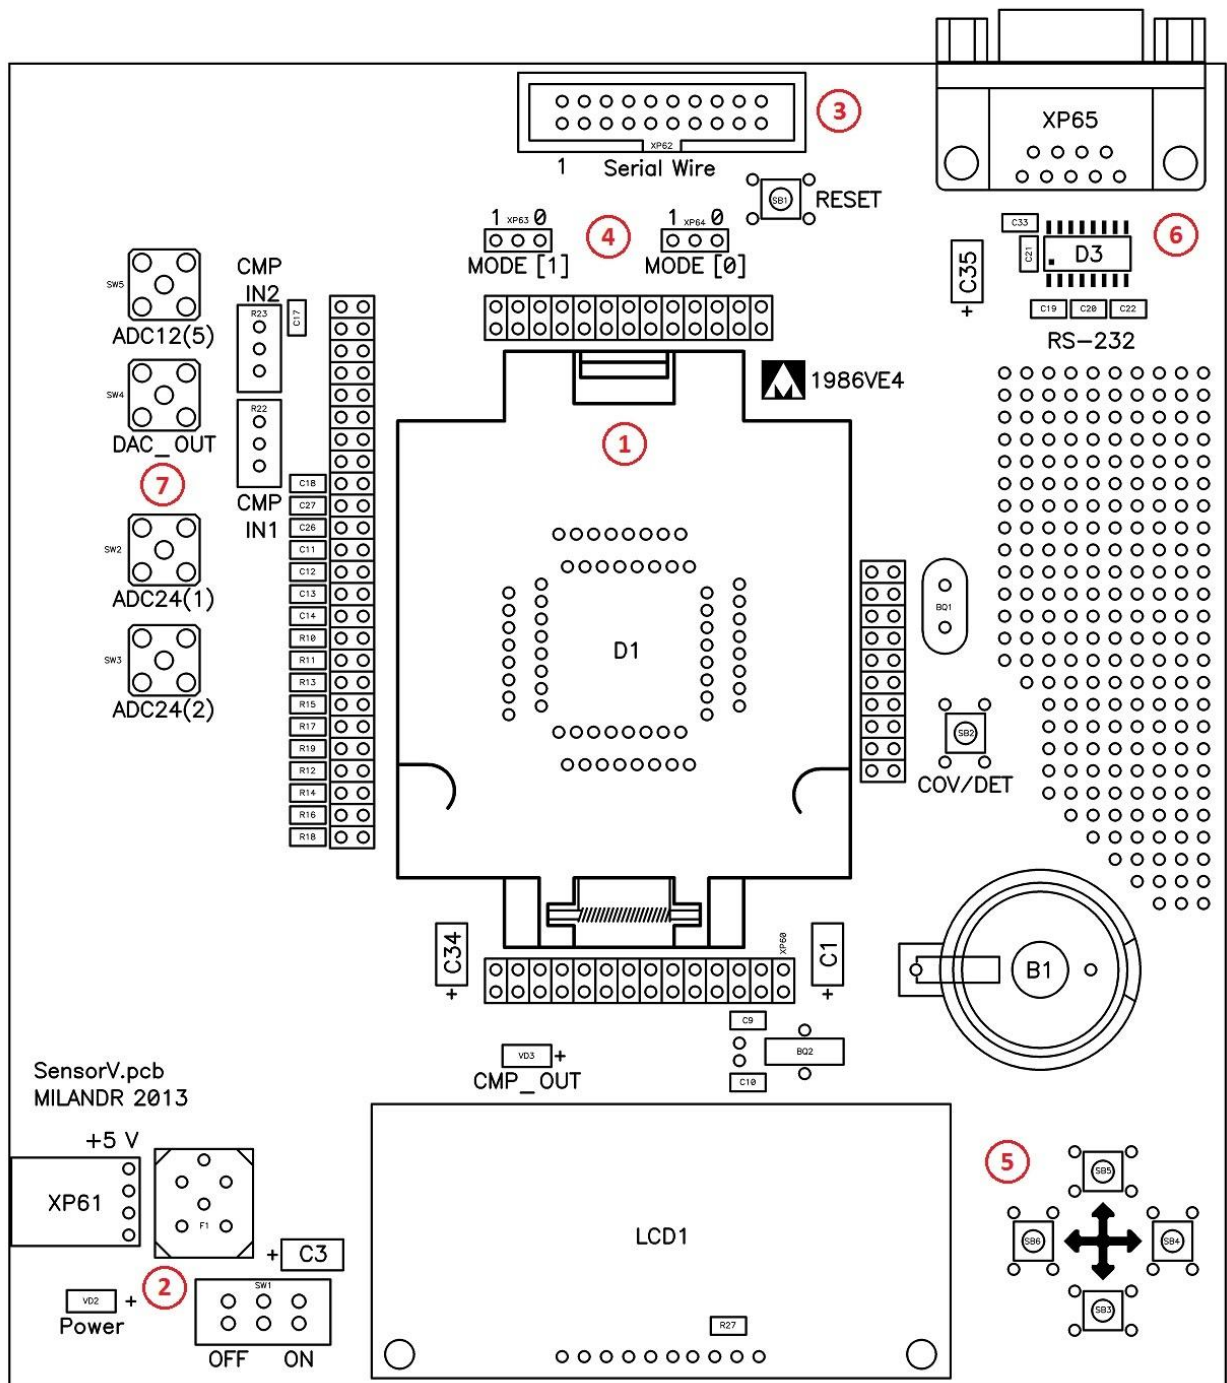 3
XP65
XP62
1
Serial Wire
SB1
RESET
1 XP63 0
4
1 XP64 0
MODE [1]
MODE [0]
C33
C21
D3
6
C35
+
C19
C20
C22
RS-232
SW5
ADC12(5)
CMP
IN2
R23
C17
SW4
DAC_OUT
R22
7
CMP
IN1
1986VE4
1
C18
C27
C26
C11
C12
C13
C14
R10
R11
R13
R15
R17
R19
R12
R14
R16
R18
SW2
ADC24(1)
SW3
ADC24(2)
D1
BQ1
SB2
COV/DET
C34
+
XP60
C1
+
B1
C9
BQ2
C10
VD3 +
CMP_OUT
SensorV.pcb
MILANDR 2013
+5 V
XP61
F1
+ C3
2
SW1
VD2 +
Power
OFF ON
LCD1
R27
5
SB5
SB6
SB4
SB3